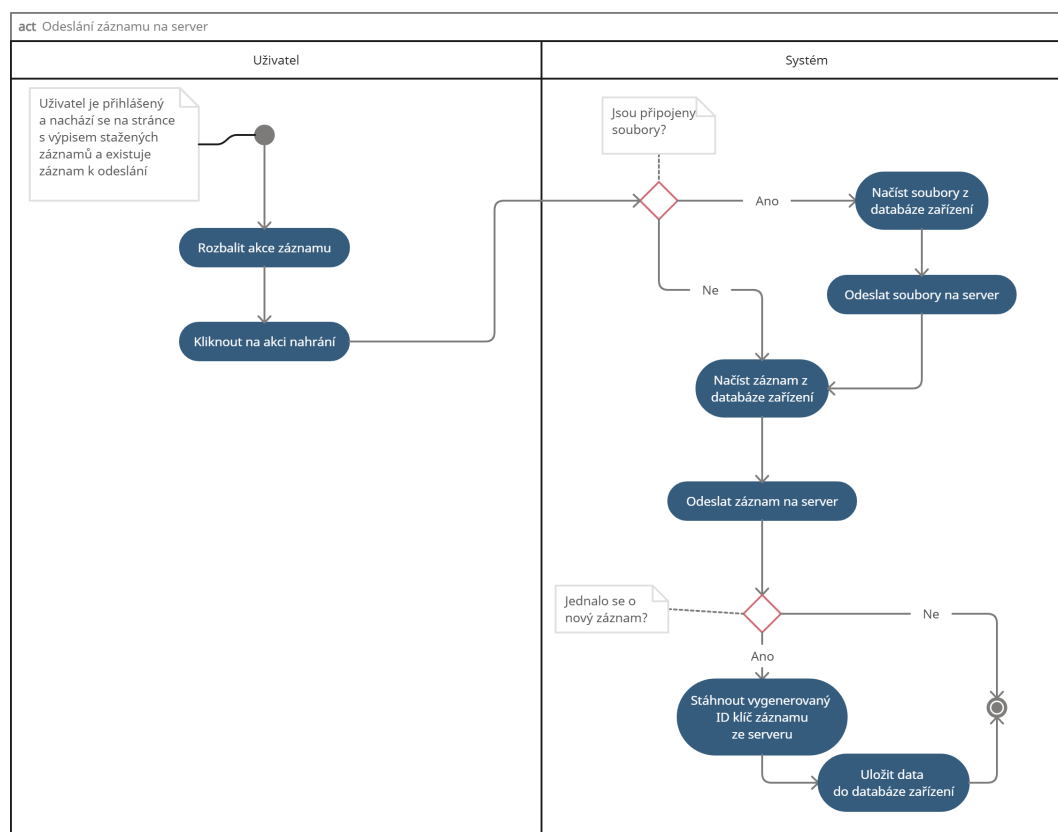 act Odeslání záznamu na server
Uživatel
Systém
Uživatel je přihlášený
a nachází se na stránce
s výpisem stažených
záznamů a existuje
záznam k odeslání
Rozbalit akce záznamu
Kliknout na akci nahrání
Jsou připojeny
soubory?
Ano
Načíst soubory z
databáze zařízení
Odeslat soubory na server
Ne
Načíst záznam z
databáze zařízení
Odeslat záznam na server
Jednalo se o
nový záznam?
Ne
Ano
Stáhnout vygenerovaný
ID klíč záznamu
ze serveru
Uložit data
do databáze zařízení